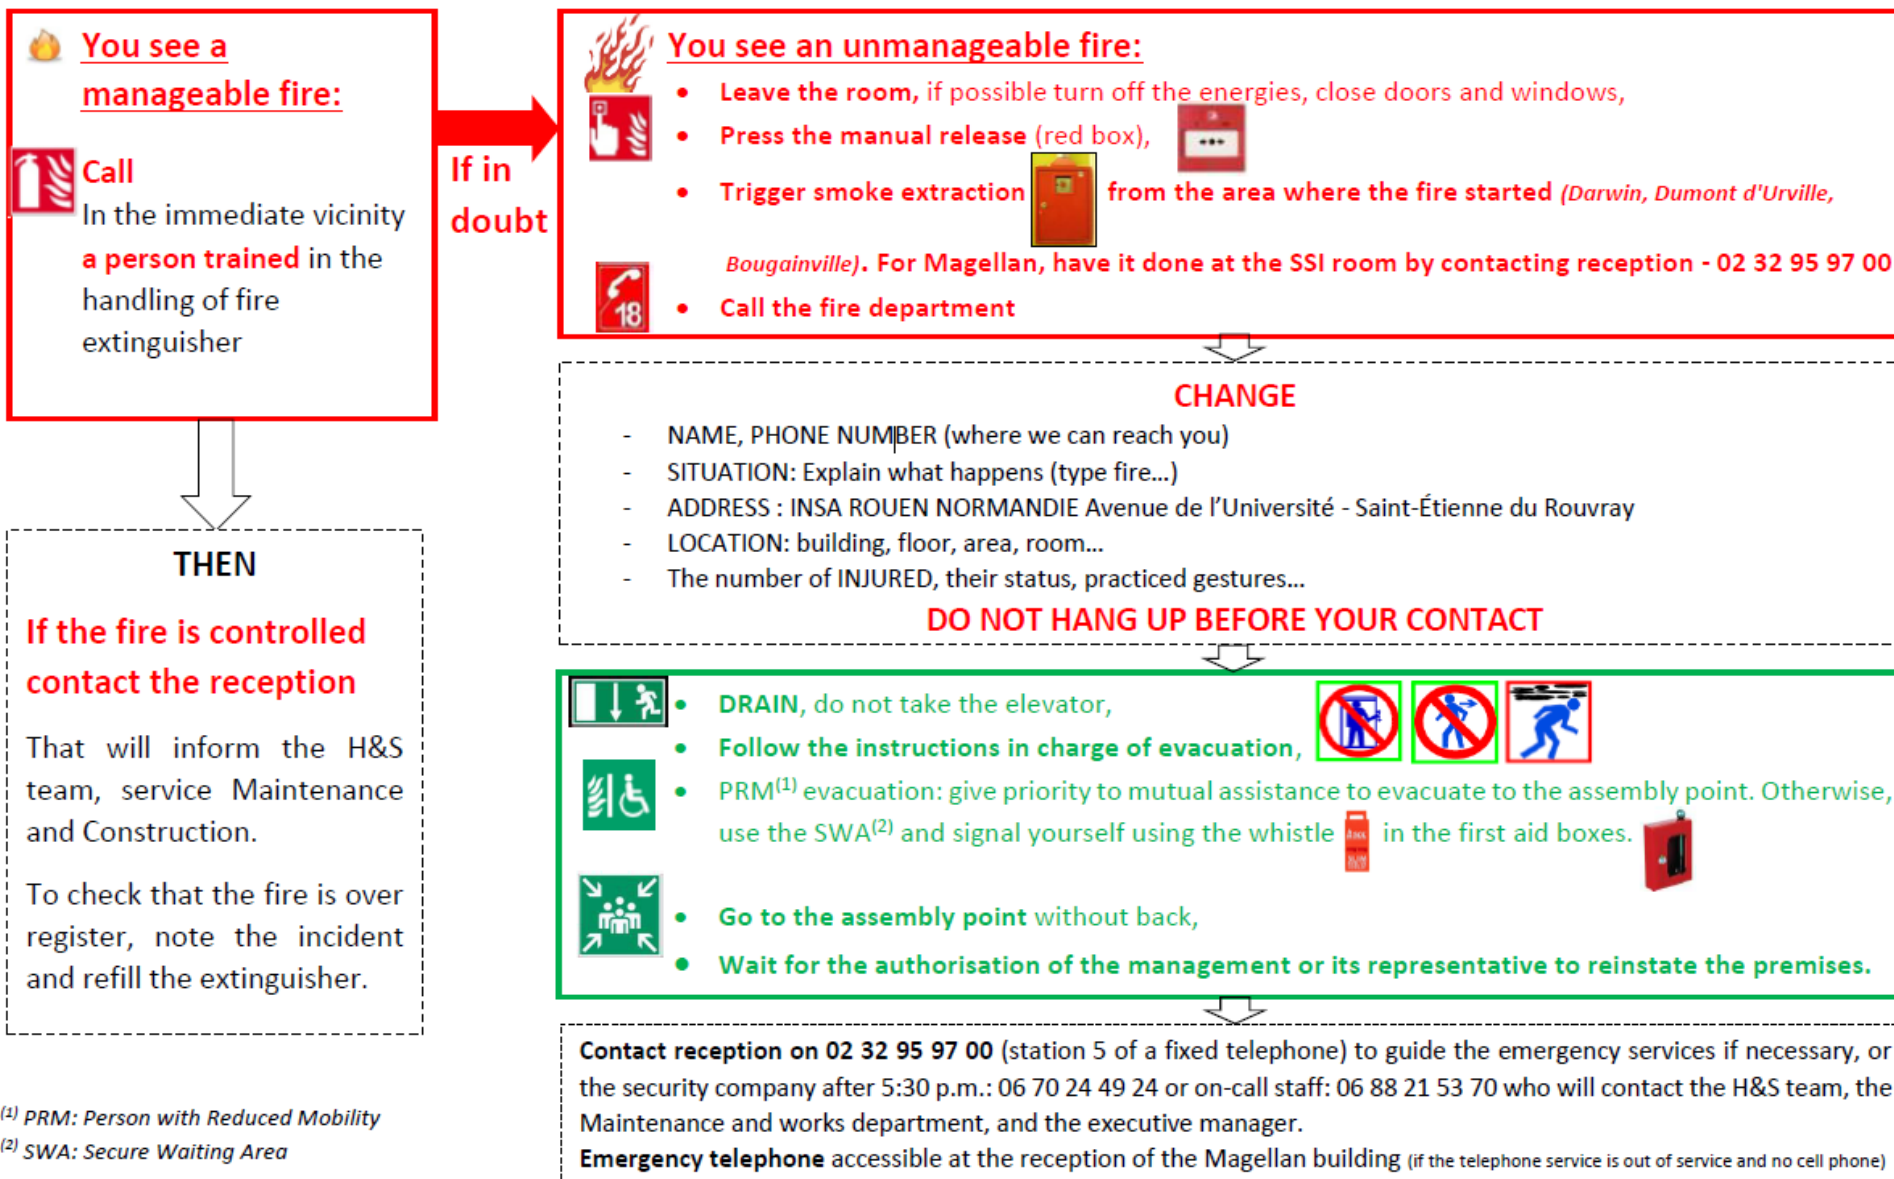 You see a
manageable fire:
Call
In the immediate vicinity
a person trained in the
handling of fire
extinguisher
If in
doubt
You see an unmanageable fire:
• Leave the room, if possible turn off the energies, close doors and windows,
• Press the manual release (red box),
• Trigger smoke extraction from the area where the fire started (Darwin, Dumont d'Urville,
Bougainville). For Magellan, have it done at the SSI room by contacting reception - 02 32 95 97 00
18
• Call the fire department
CHANGE
- NAME, PHONE NUMBER (where we can reach you)
- SITUATION: Explain what happens (type fire...)
- ADDRESS : INSA ROUEN NORMANDIE Avenue de l'Université - Saint-Étienne du Rouvray
- LOCATION: building, floor, area, room...
- The number of INJURED, their status, practiced gestures...
DO NOT HANG UP BEFORE YOUR CONTACT
THEN
If the fire is controlled
contact the reception
That will inform the H&S
team, service Maintenance
and Construction.
To check that the fire is over
register, note the incident
and refill the extinguisher.
• DRAIN, do not take the elevator,
• Follow the instructions in charge of evacuation,
• PRM(1) evacuation: give priority to mutual assistance to evacuate to the assembly point. Otherwise,
use the SWA(2) and signal yourself using the whistle in the first aid boxes.
• Go to the assembly point without back,
• Wait for the authorisation of the management or its representative to reinstate the premises.
Contact reception on 02 32 95 97 00 (station 5 of a fixed telephone) to guide the emergency services if necessary, or
the security company after 5:30 p.m.: 06 70 24 49 24 or on-call staff: 06 88 21 53 70 who will contact the H&S team, the
Maintenance and works department, and the executive manager.
Emergency telephone accessible at the reception of the Magellan building (if the telephone service is out of service and no cell phone)
(1) PRM: Person with Reduced Mobility
(2) SWA: Secure Waiting Area